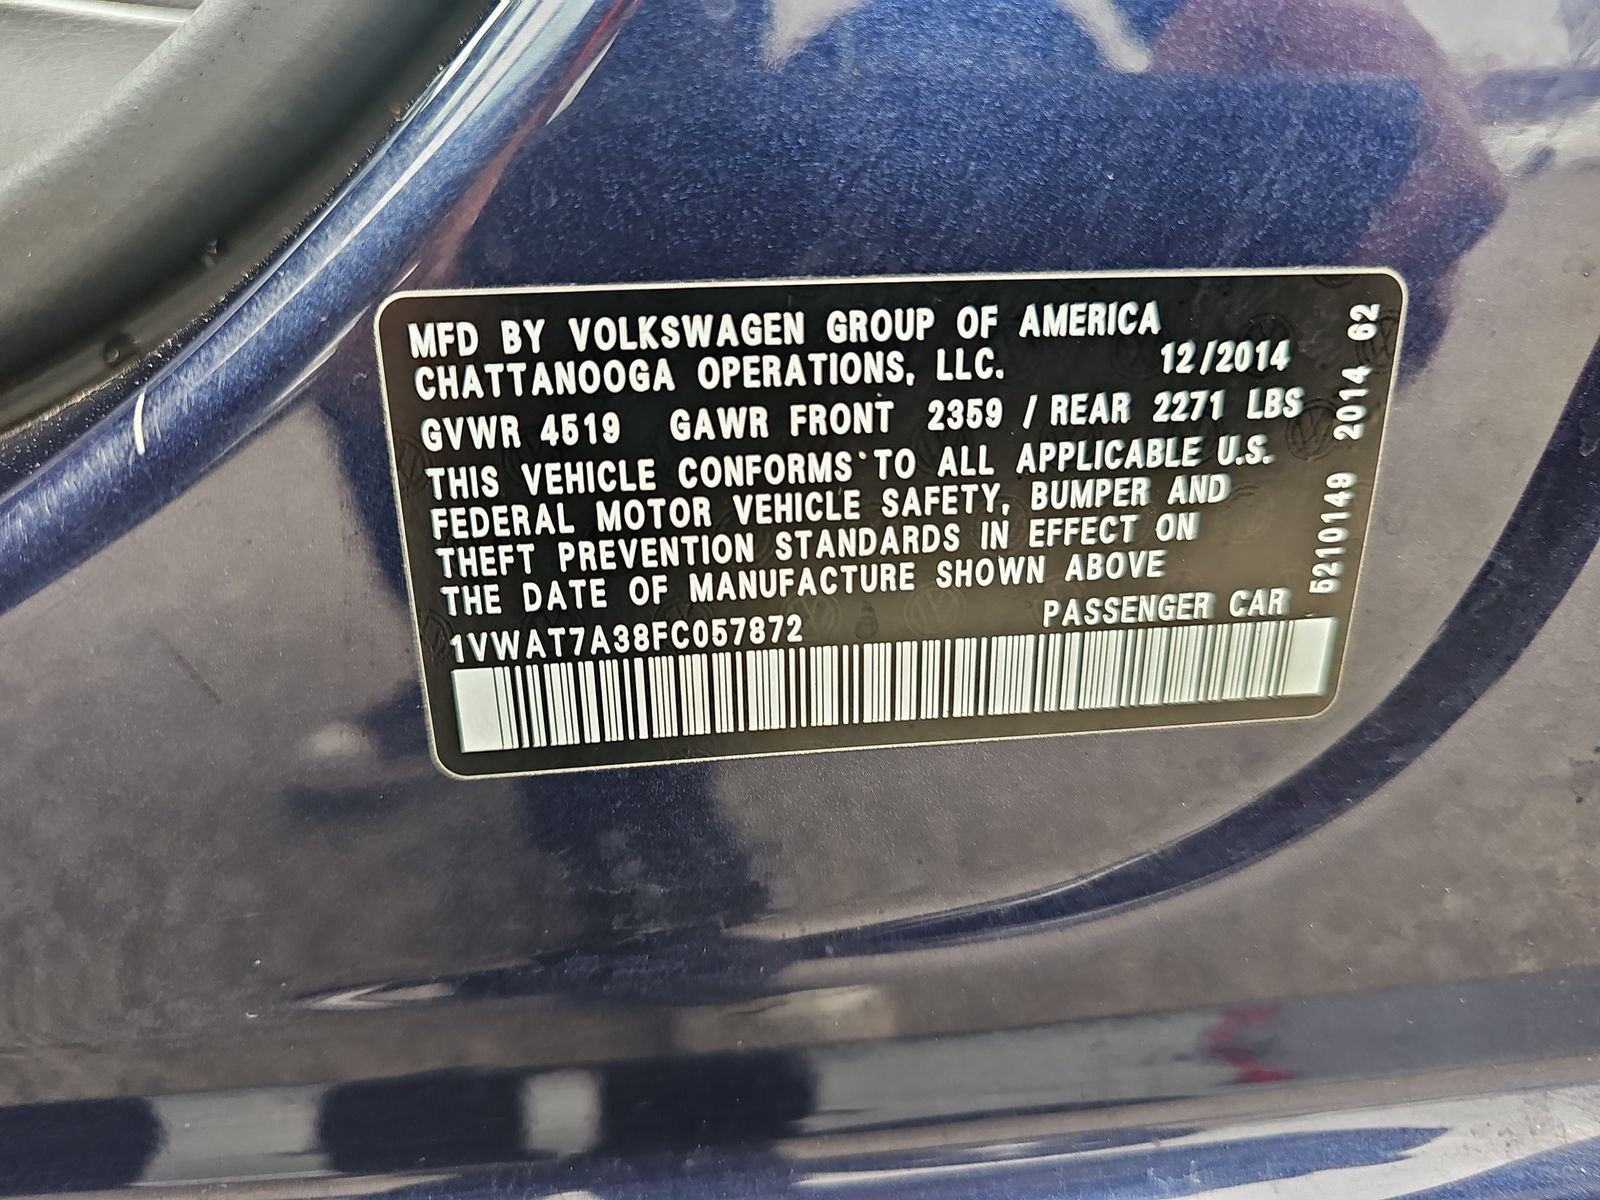 MFD BY VOLKSWAGEN GROUP OF AMERICA
CHATTANOOGA OPERATIONS, LLC. 12/2014
GVWR 4519 GAWR FRONT 2359 / REAR 2271 LBS
THIS VEHICLE CONFORMS TO ALL APPLICABLE U.S.
FEDERAL MOTOR VEHICLE SAFETY, BUMPER AND
THEFT PREVENTION STANDARDS IN EFFECT ON
THE DATE OF MANUFACTURE SHOWN ABOVE
1VWAT7A38FC057872 PASSENGER CAR
5210149 2014 62